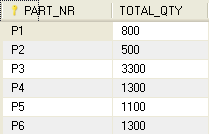 PART_NR TOTAL_QTY
P1 800
P2 500
P3 3300
P4 1300
P5 1100
P6 1300